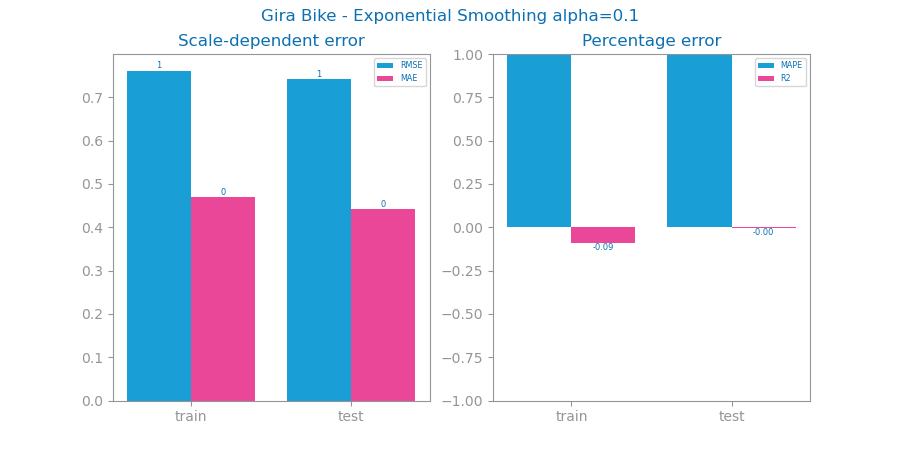 Gira Bike - Exponential Smoothing alpha=0.1
Scale-dependent error
0.0
0.1
0.2
0.3
0.4
0.5
0.6
0.7
1
0
1
0
RMSE
MAE
train
test
Percentage error
1.00
0.75
0.50
0.25
0.00
−0.25
−0.50
−0.75
−1.00
-0.09
-0.00
MAPE
R2
train
test